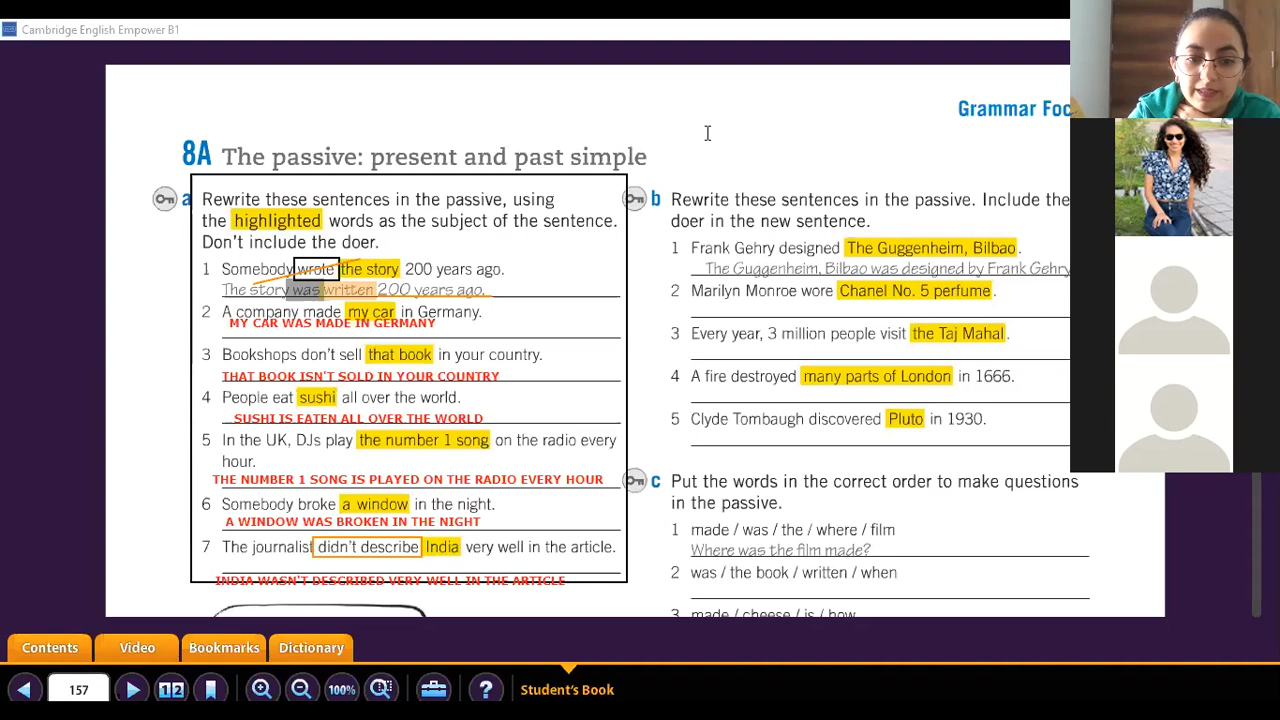 Cambridge English Empower B1
Grammar Foc
8A The passive: present and past simple
a Rewrite these sentences in the passive, using
the highlighted words as the subject of the sentence.
Don't include the doer.
1 Somebody wrote the story 200 years ago.
The story was written 200 years ago.
2 A company made my car in Germany.
MY CAR WAS MADE IN GERMANY
3 Bookshops don't sell that book in your country.
THAT BOOK ISN'T SOLD IN YOUR COUNTRY
4 People eat sushi all over the world.
SUSHI IS EATEN ALL OVER THE WORLD
5 In the UK, DJs play the number 1 song on the radio every
hour.
THE NUMBER 1 SONG IS PLAYED ON THE RADIO EVERY HOUR
6 Somebody broke a window in the night.
A WINDOW WAS BROKEN IN THE NIGHT
7 The journalist didn't describe India very well in the article.
INDIA WASN'T DESCRIBED VERY WELL IN THE ARTICLE
b Rewrite these sentences in the passive. Include the
doer in the new sentence.
1 Frank Gehry designed The Guggenheim, Bilbao.
The Guggenheim, Bilbao was designed by Frank Gehry
2 Marilyn Monroe wore Chanel No. 5 perfume.
3 Every year, 3 million people visit the Taj Mahal.
4 A fire destroyed many parts of London in 1666.
5 Clyde Tombaugh discovered Pluto in 1930.
c Put the words in the correct order to make questions
in the passive.
1 made / was / the / where / film
Where was the film made?
2 was / the book / written / when
3 made / cheese / is / how
Contents Video Bookmarks Dictionary
157 12 100% ? Student's Book